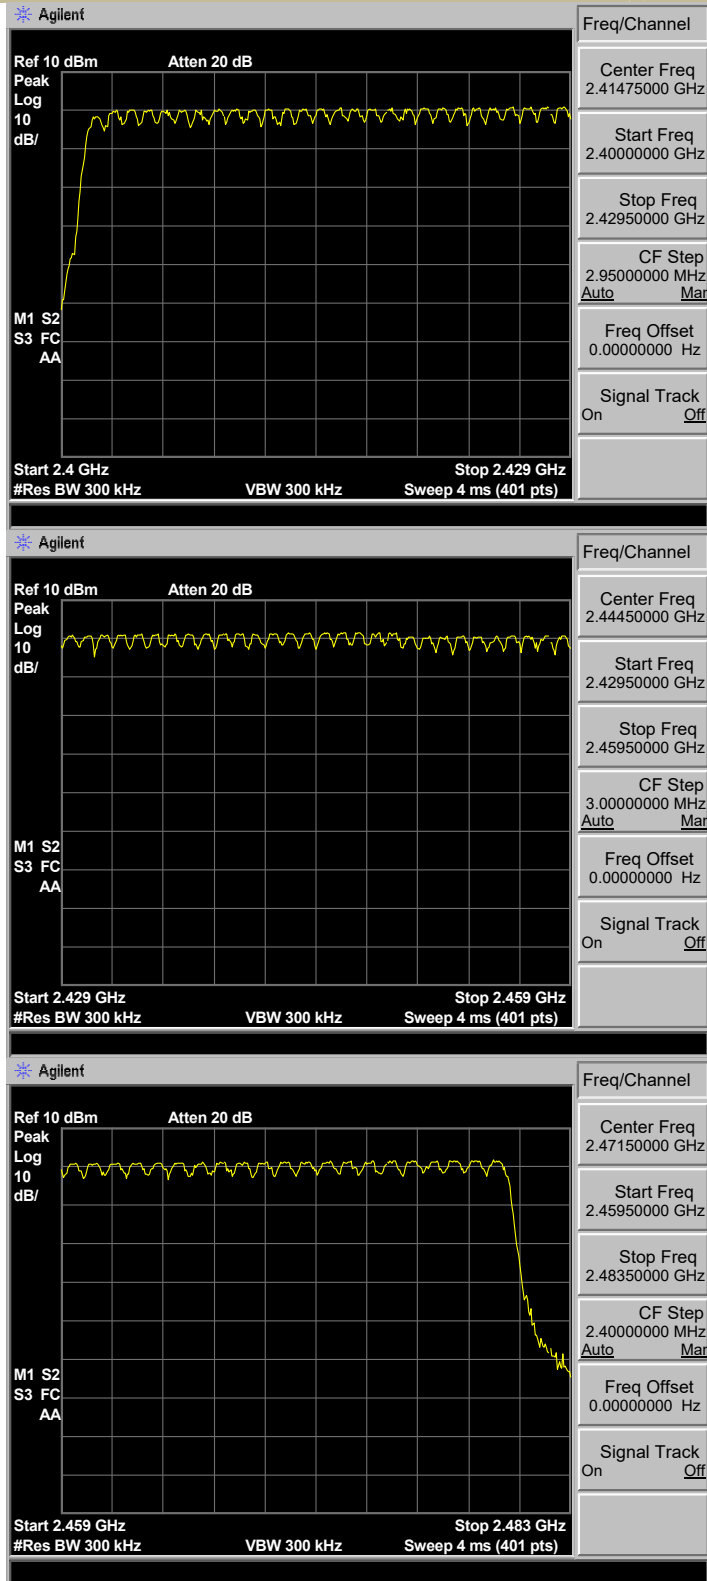 Agilent
Freq/Channel
Ref 10 dBm Atten 20 dB
Peak
Log
10
dB/
M1 S2
S3 FC
AA
Start 2.4 GHz Stop 2.429 GHz
#Res BW 300 kHz VBW 300 kHz Sweep 4 ms (401 pts)
Center Freq
2.41475000 GHz
Start Freq
2.40000000 GHz
Stop Freq
2.42950000 GHz
CF Step
2.95000000 MHz
Auto Man
Freq Offset
0.00000000 Hz
Signal Track
On Off
Agilent
Freq/Channel
Ref 10 dBm Atten 20 dB
Peak
Log
10
dB/
M1 S2
S3 FC
AA
Start 2.429 GHz Stop 2.459 GHz
#Res BW 300 kHz VBW 300 kHz Sweep 4 ms (401 pts)
Center Freq
2.44450000 GHz
Start Freq
2.42950000 GHz
Stop Freq
2.45950000 GHz
CF Step
3.00000000 MHz
Auto Man
Freq Offset
0.00000000 Hz
Signal Track
On Off
Agilent
Freq/Channel
Ref 10 dBm Atten 20 dB
Peak
Log
10
dB/
M1 S2
S3 FC
AA
Start 2.459 GHz Stop 2.483 GHz
#Res BW 300 kHz VBW 300 kHz Sweep 4 ms (401 pts)
Center Freq
2.47150000 GHz
Start Freq
2.45950000 GHz
Stop Freq
2.48350000 GHz
CF Step
2.40000000 MHz
Auto Man
Freq Offset
0.00000000 Hz
Signal Track
On Off